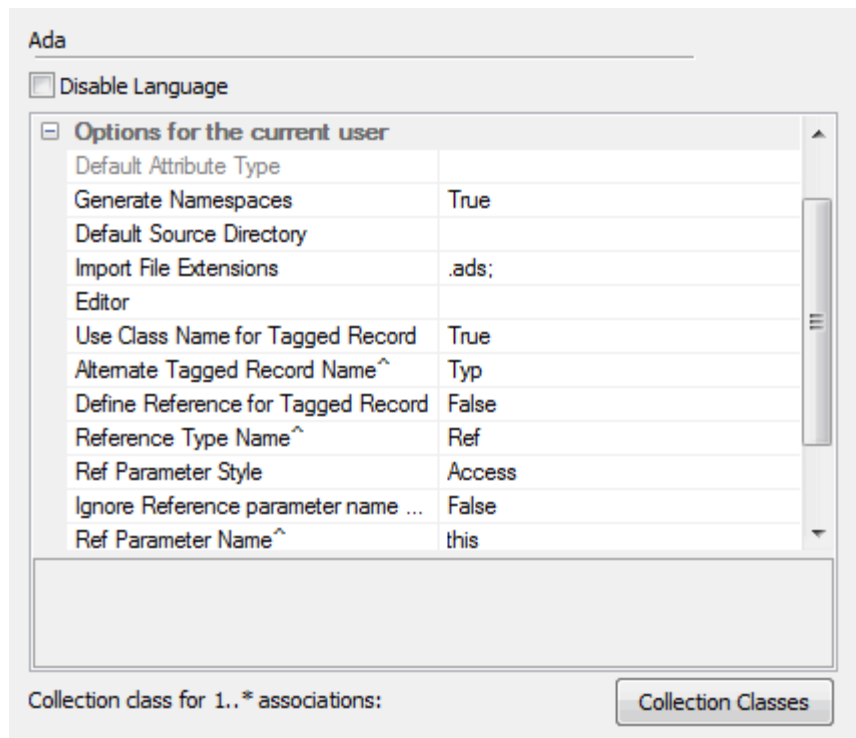 Ada
Disable Language
Options for the current user
Default Attribute Type
Generate Namespaces True
Default Source Directory
Import File Extensions .ads;
Editor
Use Class Name for Tagged Record True
Alternate Tagged Record Name^ Typ
Define Reference for Tagged Record False
Reference Type Name^ Ref
Ref Parameter Style Access
Ignore Reference parameter name ... False
Ref Parameter Name^ this
Collection class for 1..* associations: Collection Classes